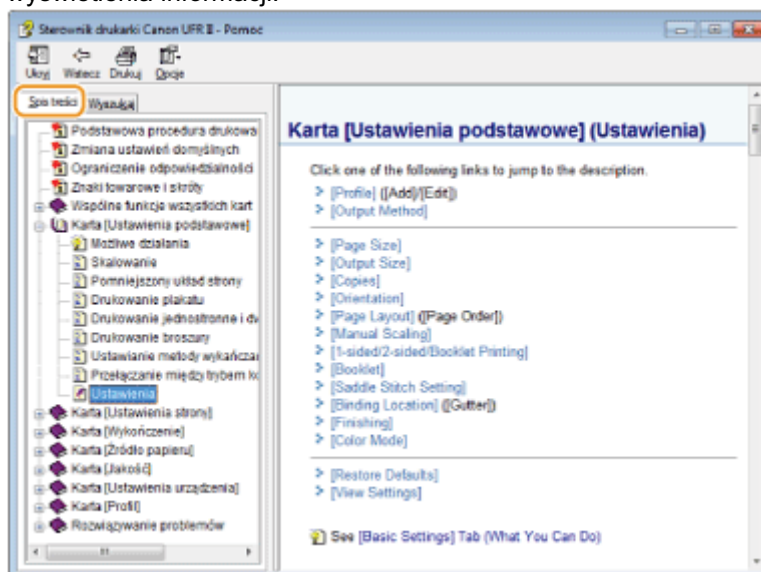 Sterownik drukarki Canon UFR II - Pomoc
Ukryj Wstecz Drukuj Opcje
Spis treści Wyszukaj
Podstawowa procedura drukowa
Zmiana ustawień domyślnych
Ograniczenie odpowiedzialności
Znaki towarowe i skróty
Wspólne funkcje wszystkich kart
Karta [Ustawienia podstawowe]
Możliwe działania
Skalowanie
Pomniejszony układ strony
Drukowanie plakatu
Drukowanie jednostronne i dw
Drukowanie broszury
Ustawianie metody wykańcza
Przełączanie między trybem ko
Ustawienia
Karta [Ustawienia strony]
Karta [Wykończenie]
Karta [Źródło papieru]
Karta [Jakość]
Karta [Ustawienia urządzenia]
Karta [Profil]
Rozwiązywanie problemów
Karta [Ustawienia podstawowe] (Ustawienia)
Click one of the following links to jump to the description.
[Profile] ([Add]/[Edit])
[Output Method]
[Page Size]
[Output Size]
[Copies]
[Orientation]
[Page Layout] ([Page Order])
[Manual Scaling]
[1-sided/2-sided/Booklet Printing]
[Booklet]
[Saddle Stitch Setting]
[Binding Location] ([Gutter])
[Finishing]
[Color Mode]
[Restore Defaults]
[View Settings]
See [Basic Settings] Tab (What You Can Do)